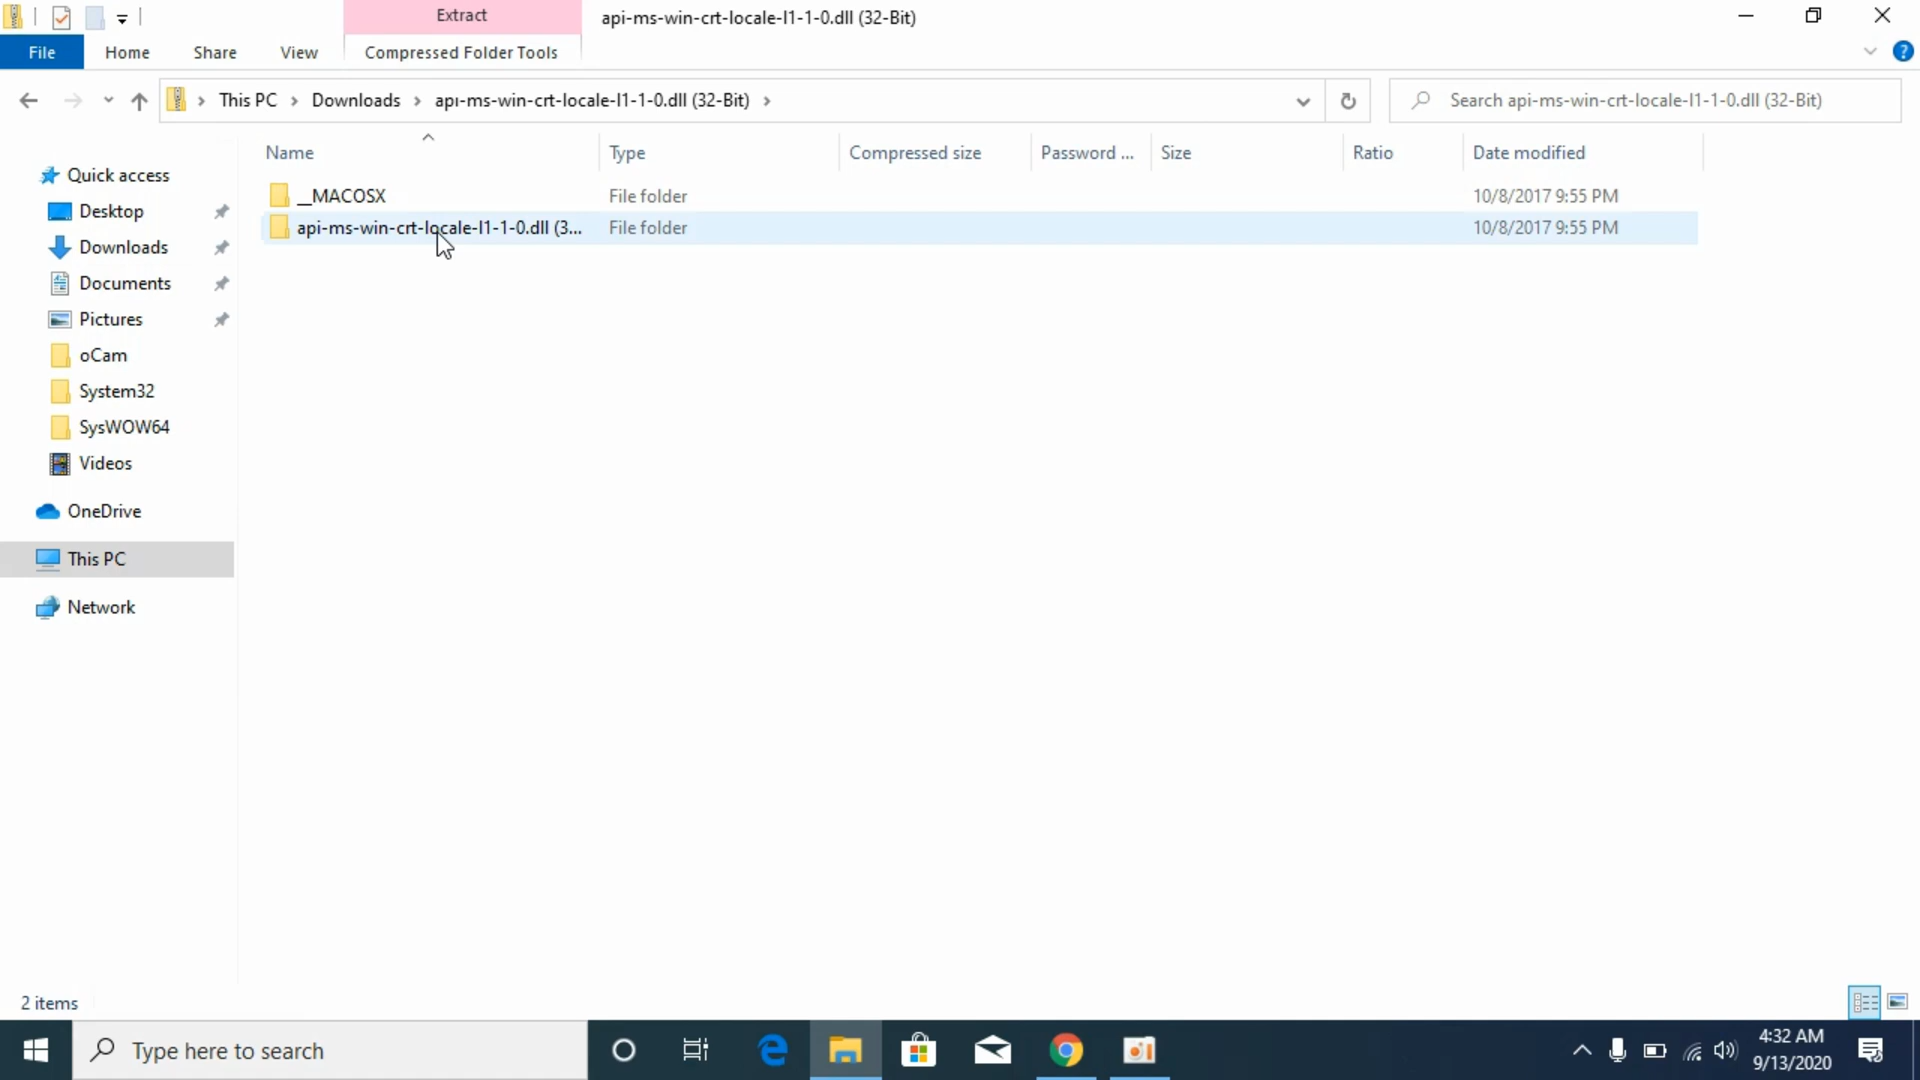 Extract
api-ms-win-crt-locale-l1-1-0.dll (32-Bit)
File
Home
Share
View
Compressed Folder Tools
This PC
Downloads
api-ms-win-crt-locale-l1-1-0.dll (32-Bit)
Search api-ms-win-crt-locale-l1-1-0.dll (32-Bit)
Name
Type
Compressed size
Password ...
Size
Ratio
Date modified
__MACOSX
File folder
10/8/2017 9:55 PM
api-ms-win-crt-locale-l1-1-0.dll (3...
File folder
10/8/2017 9:55 PM
Quick access
Desktop
Downloads
Documents
Pictures
oCam
System32
SysWOW64
Videos
OneDrive
This PC
Network
2 items
Type here to search
4:32 AM
9/13/2020